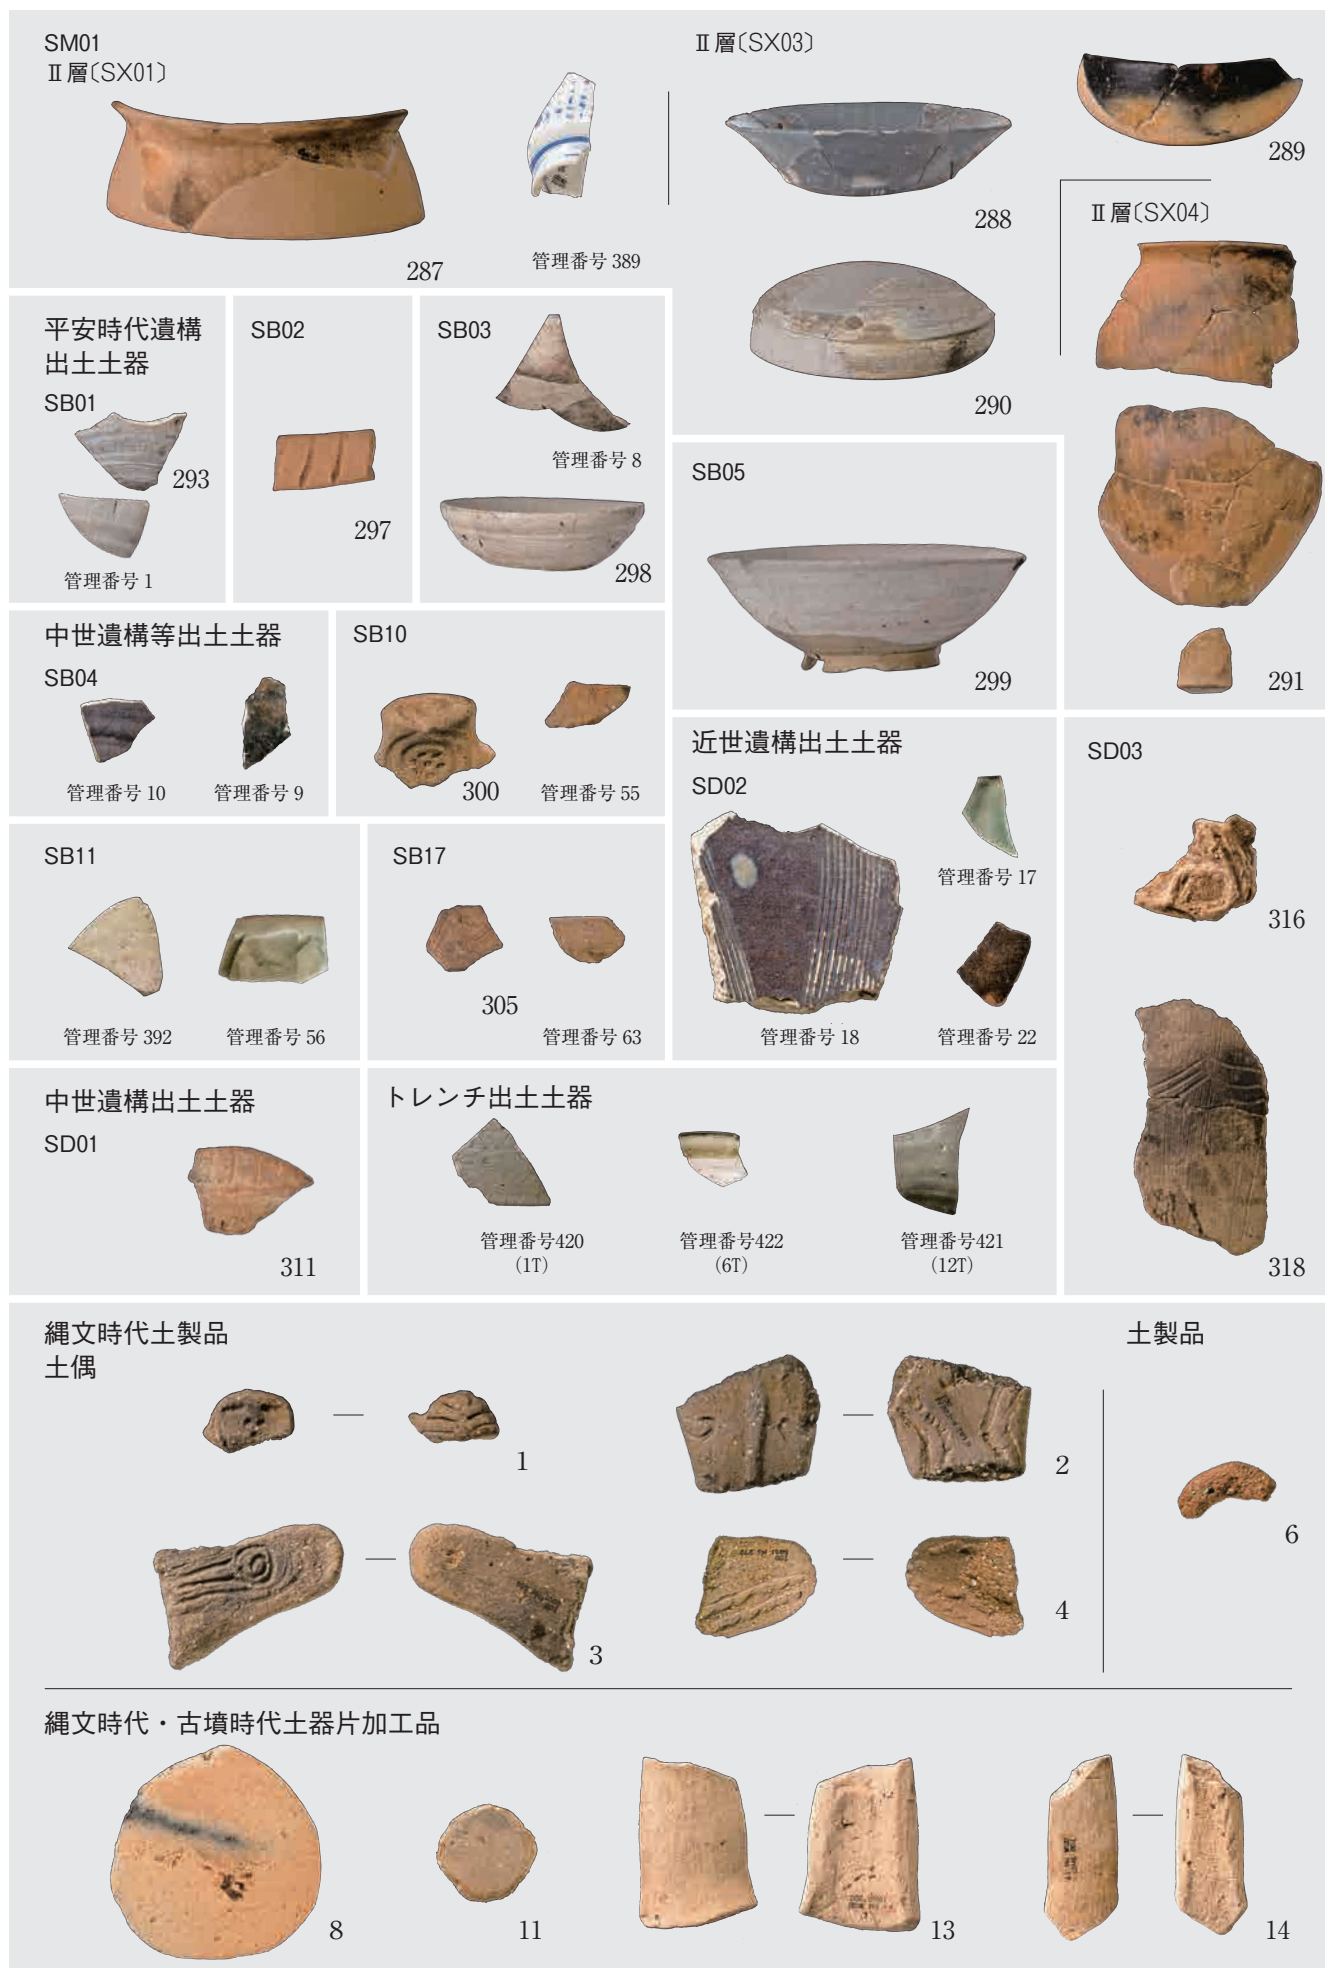 SM01
Ⅱ層〔SX01〕
287
管理番号 389
Ⅱ層〔SX03〕
288
289
290
Ⅱ層〔SX04〕
291
平安時代遺構
出土土器
SB01
293
管理番号 1
SB02
297
SB03
管理番号 8
298
SB05
299
中世遺構等出土土器
SB04
管理番号 10
管理番号 9
SB10
300
管理番号 55
SB11
管理番号 392
管理番号 56
SB17
305
管理番号 63
近世遺構出土土器
SD02
管理番号 17
管理番号 18
管理番号 22
SD03
316
318
中世遺構出土土器
SD01
311
トレンチ出土土器
管理番号420
（1T）
管理番号422
（6T）
管理番号421
（12T）
縄文時代土製品
土偶
1
2
3
4
土製品
6
縄文時代・古墳時代土器片加工品
8
11
13
14